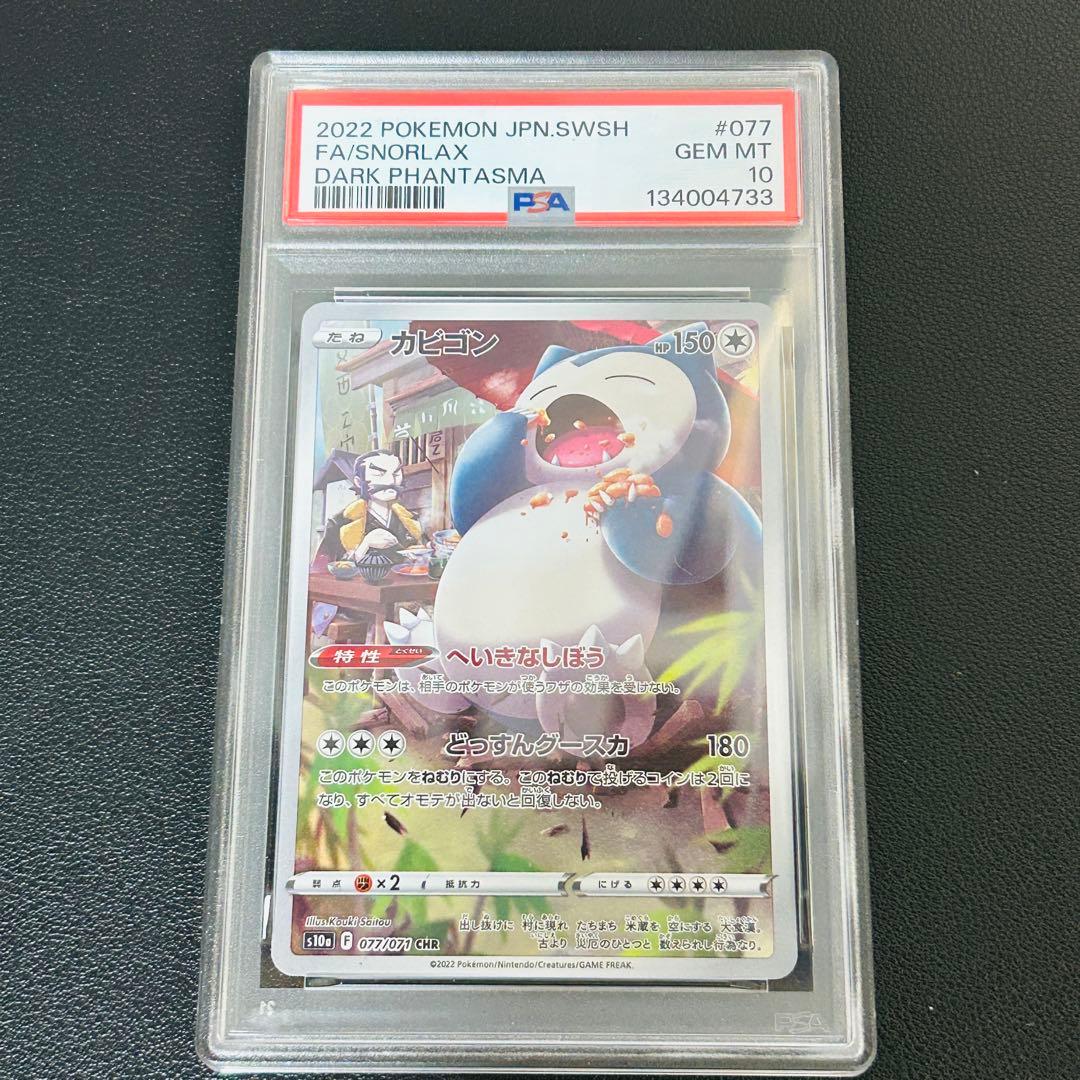 2022 POKEMON JPN.SWSH #077
FA/SNORLAX GEM MT
DARK PHANTASMA 10
PSA 134004733
たね カビゴン HP 150
特性 とくせい へいきなしぼう
このポケモンは、相手のポケモンが使うワザの効果を受けない。
どっすんグースカ 180
このポケモンをねむりにする。このねむりで投げるコインは2回に
なり、すべてオモテが出ないと回復しない。
弱点 ×2 抵抗力 にげる
Illus. Kouki Saitou
出し抜けに 村に現れ たちまち 米蔵を 空にする 大食漢。
古より 災厄のひとつと 数えられし行為なり。
s10a F 077/071 CHR
©2022 Pokémon/Nintendo/Creatures/GAME FREAK.
PSA